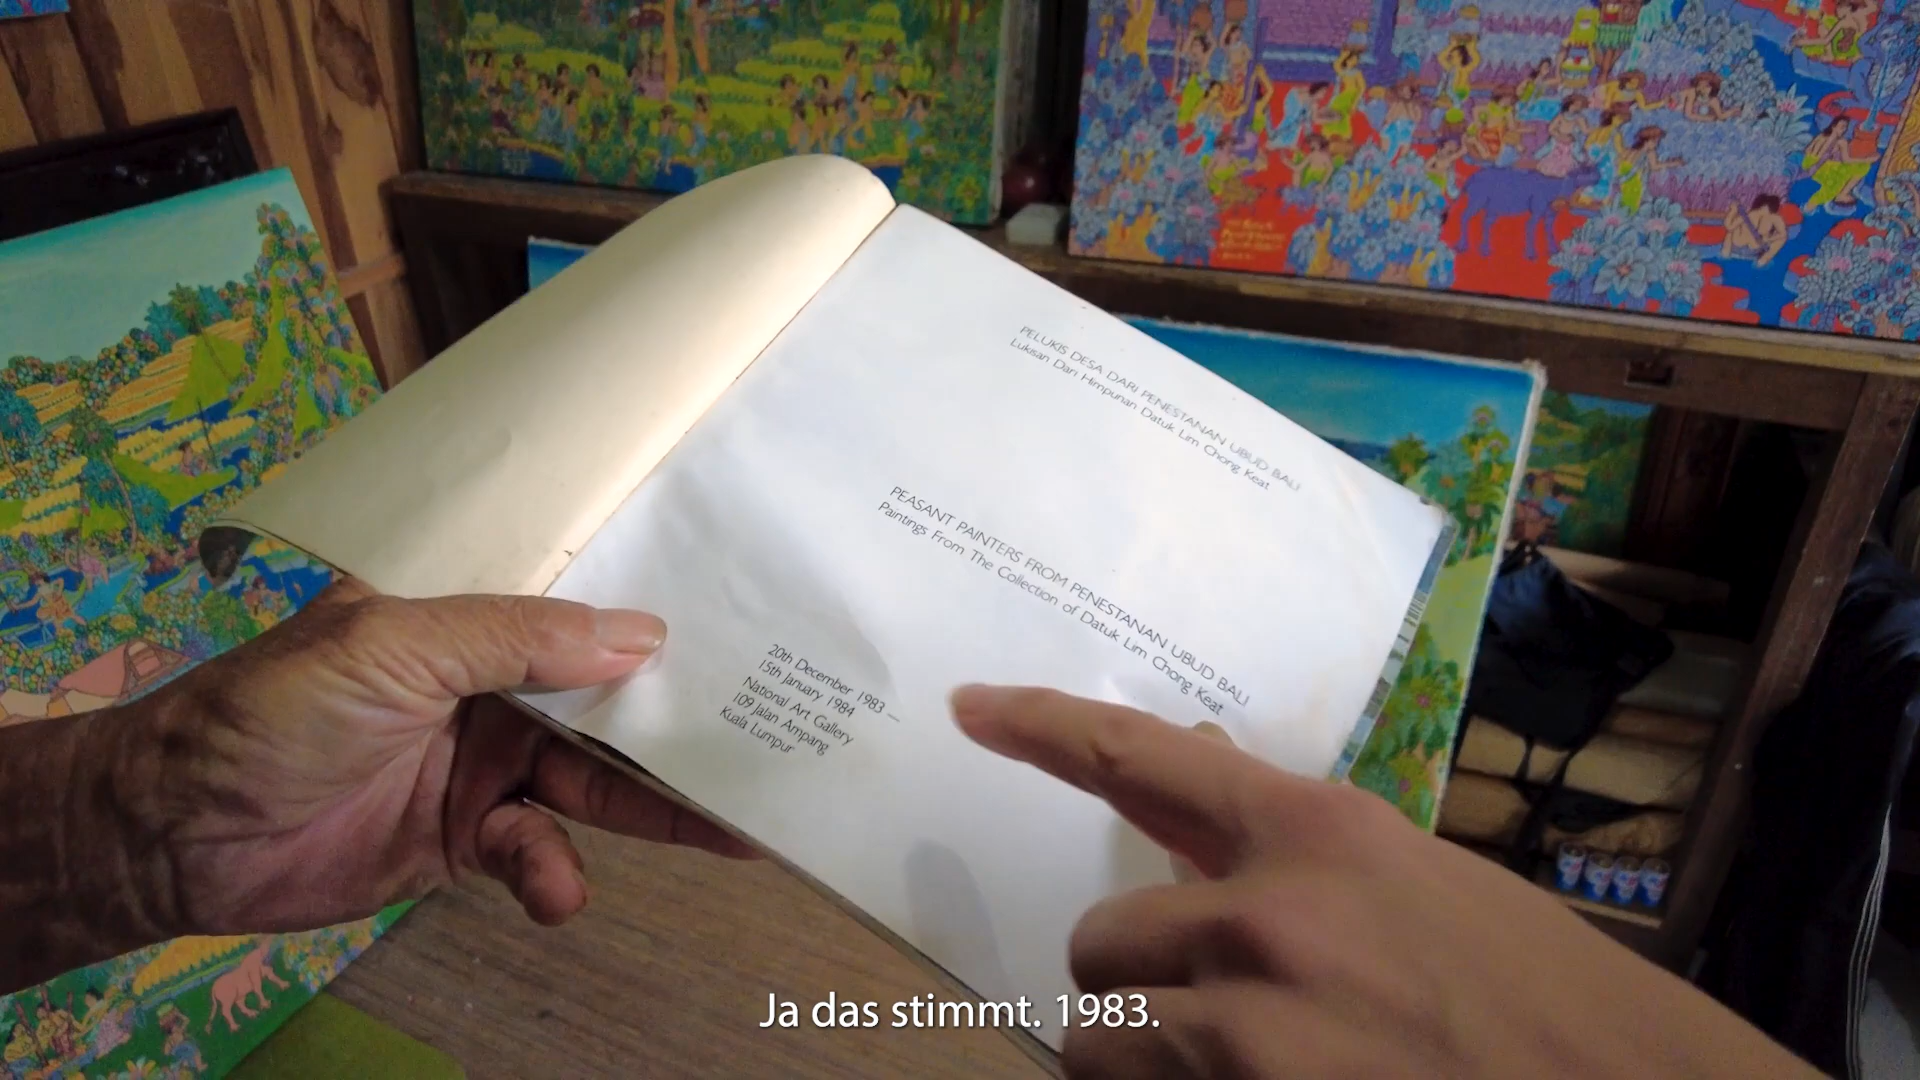 PELUKIS DESA DARI PENESTANAN UBUD BALI
Lukisan Dari Himpunan Datuk Lim Chong Keat
PEASANT PAINTERS FROM PENESTANAN UBUD BALI
Paintings From The Collection of Datuk Lim Chong Keat
20th December 1983 —
15th January 1984
National Art Gallery
109 Jalan Ampang
Kuala Lumpur
Ja das stimmt. 1983.